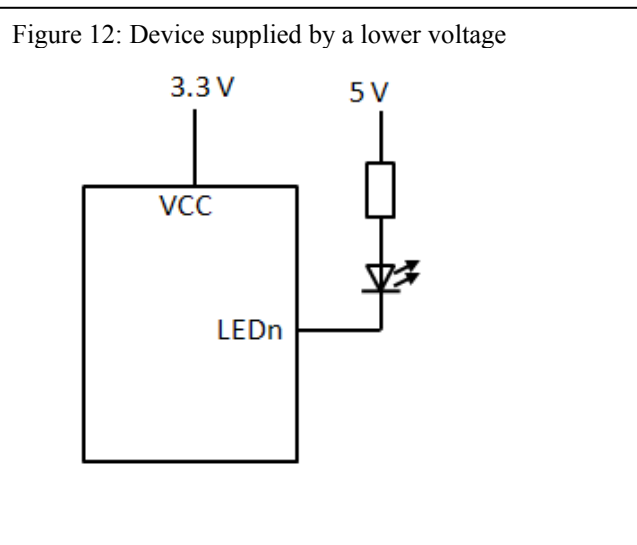 Figure 12: Device supplied by a lower voltage
3.3 V
5 V
VCC
LEDn